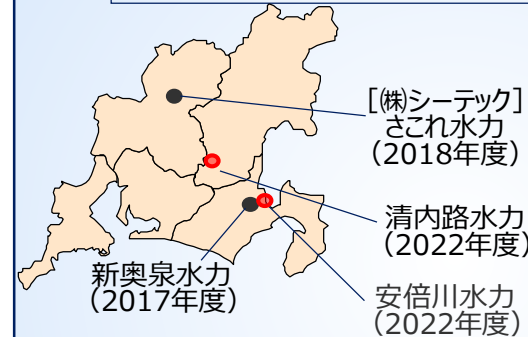 [㈱シーテック]
さこれ水力
(2018年度)
清内路水力
(2022年度)
新奥泉水力
(2017年度)
安倍川水力
(2022年度)